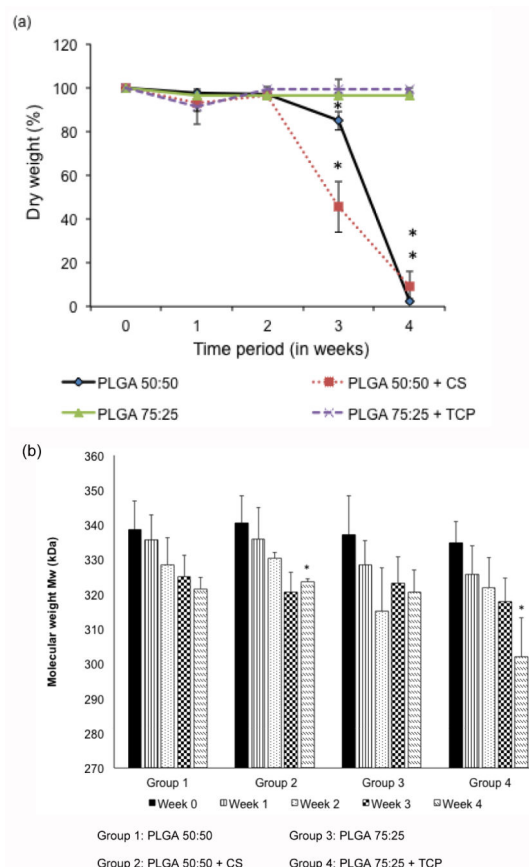 (a)
120
100
80
60
40
20
0
Dry weight (%)
*
*
*
*
0 1 2 3 4
Time period (in weeks)
PLGA 50:50 PLGA 50:50 + CS
PLGA 75:25 PLGA 75:25 + TCP
(b)
360
350
340
330
320
310
300
290
280
270
Molecular weight Mw (kDa)
*
*
Group 1 Group 2 Group 3 Group 4
Week 0 Week 1 Week 2 Week 3 Week 4
Group 1: PLGA 50:50 Group 3: PLGA 75:25
Group 2: PLGA 50:50 + CS Group 4: PLGA 75:25 + TCP